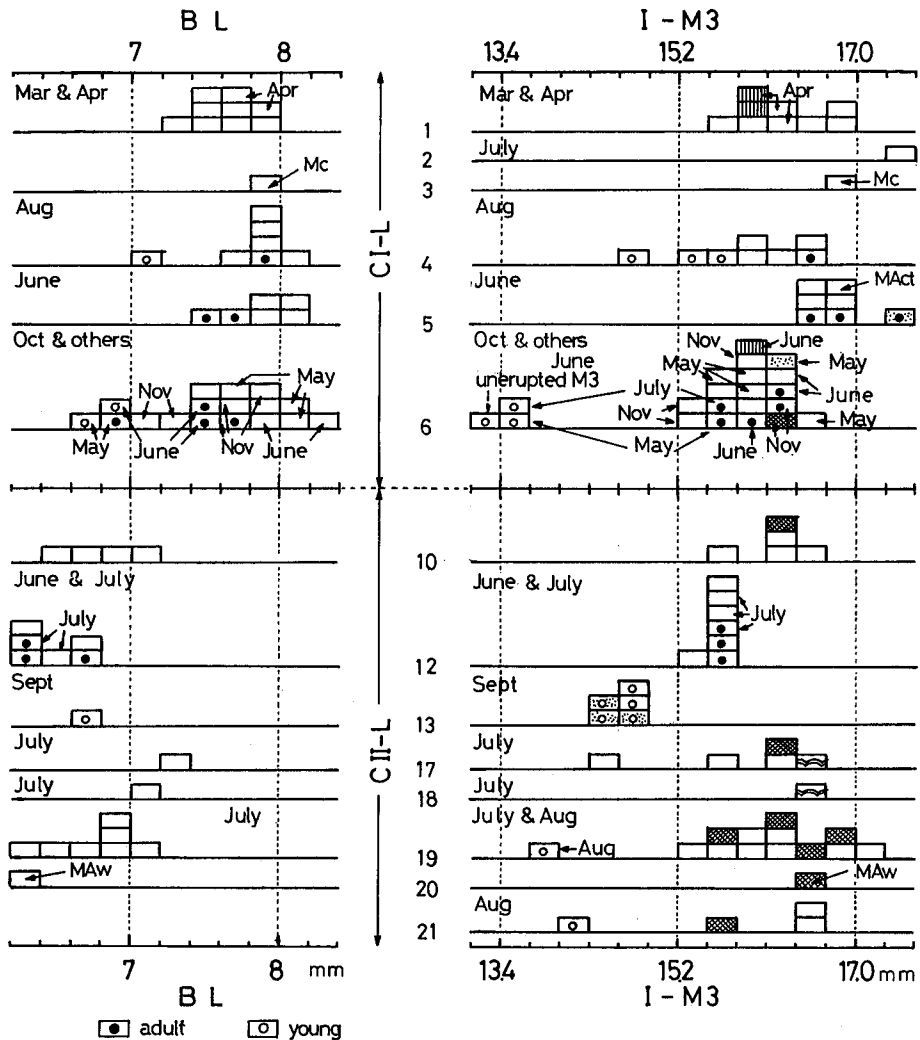 B L I - M3
7 8 13.4 15.2 17.0
Mar & Apr Apr Mar & Apr Apr
1
2 July
Mc 3 Mc
Aug 4 Aug
C I - L
June 5 June MAct
Oct & others Oct & others Nov June
June May May
unerupted M3
Nov May July June
Nov
May June Nov June 6 May June Nov May
10
June & July June & July
July July
12
Sept Sept
13
C II - L
July 17 July
July 18 July
July July & Aug
19 Aug
MAw 20 MAw
Aug
21
7 8 mm 13.4 15.2 17.0 mm
B L I - M3
adult young